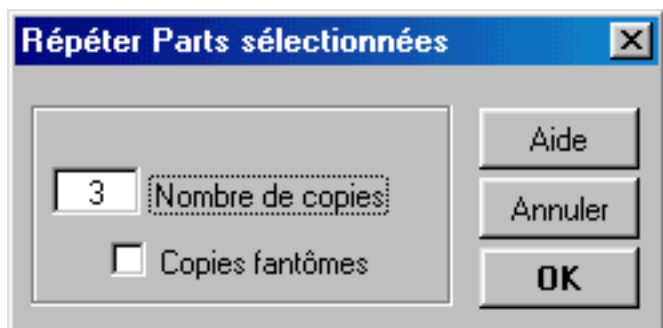 Répéter Parts sélectionnées
3 Nombre de copies
Copies fantômes
Aide
Annuler
OK